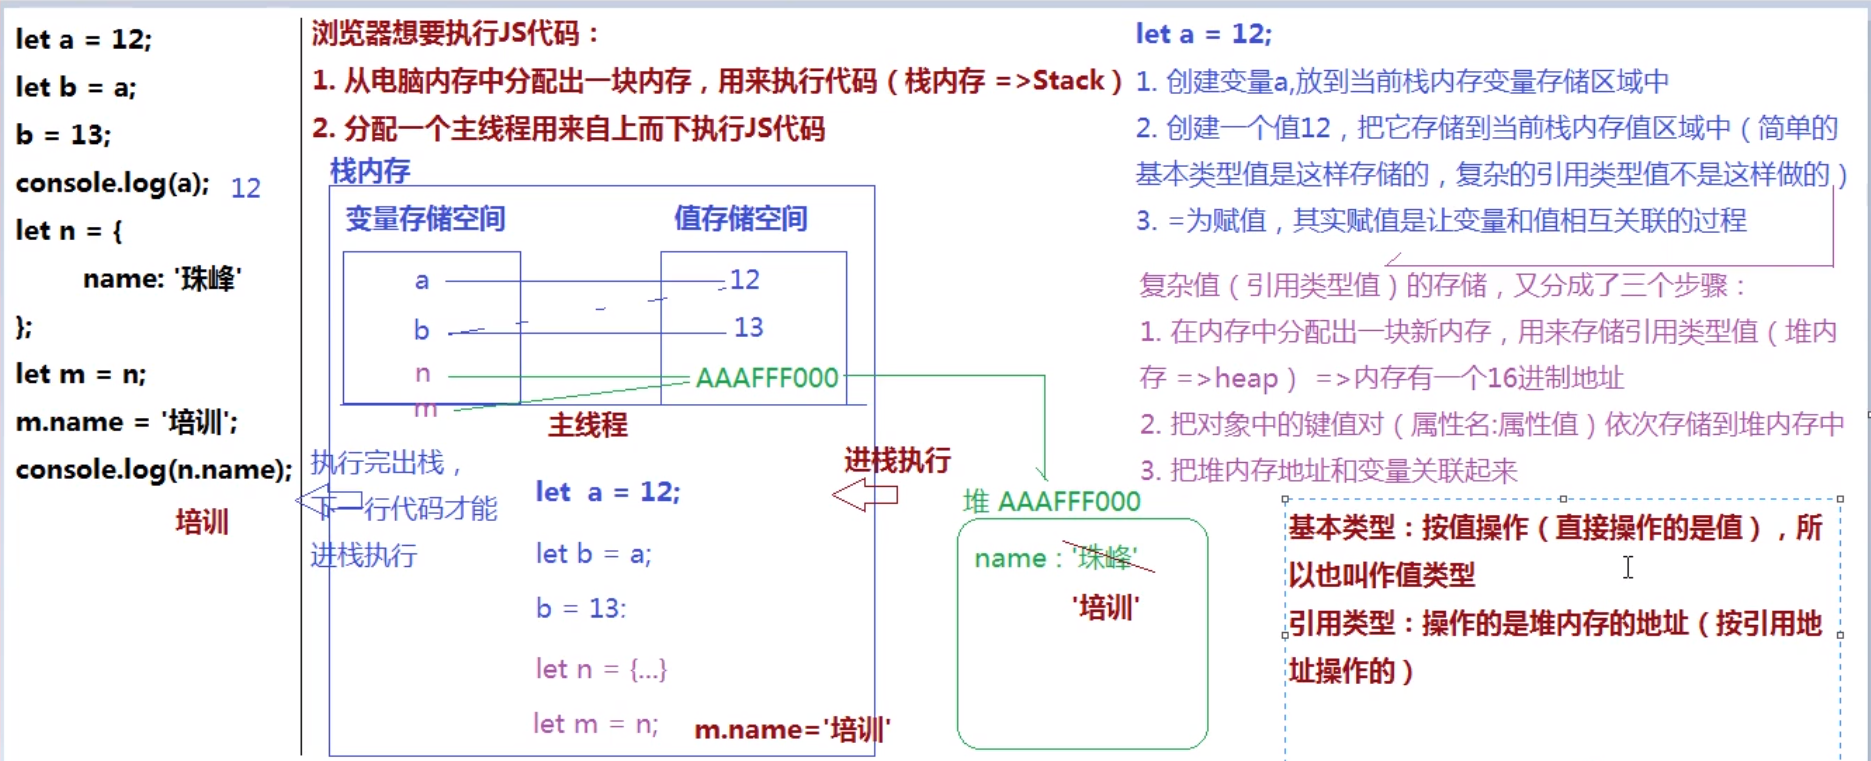 let a = 12;
let b = a;
b = 13;
console.log(a); 12
let n = {
name: '珠峰'
};
let m = n;
m.name = '培训';
console.log(n.name);
培训
浏览器想要执行JS代码：
1. 从电脑内存中分配出一块内存，用来执行代码（栈内存 =>Stack）
2. 分配一个主线程用来自上而下执行JS代码
栈内存
变量存储空间 值存储空间
a 12
b 13
n AAAFFF000
m
主线程
执行完出栈，
下一行代码才能
进栈执行
进栈执行
let a = 12;
let b = a;
b = 13:
let n = {...}
let m = n; m.name='培训'
堆 AAAFFF000
name：'珠峰'
'培训'
let a = 12;
1. 创建变量a,放到当前栈内存变量存储区域中
2. 创建一个值12，把它存储到当前栈内存值区域中（简单的
基本类型值是这样存储的，复杂的引用类型值不是这样做的）
3. =为赋值，其实赋值是让变量和值相互关联的过程
复杂值（引用类型值）的存储，又分成了三个步骤：
1. 在内存中分配出一块新内存，用来存储引用类型值（堆内
存 =>heap） =>内存有一个16进制地址
2. 把对象中的键值对（属性名:属性值）依次存储到堆内存中
3. 把堆内存地址和变量关联起来
基本类型：按值操作（直接操作的是值），所
以也叫作值类型
引用类型：操作的是堆内存的地址（按引用地
址操作的）